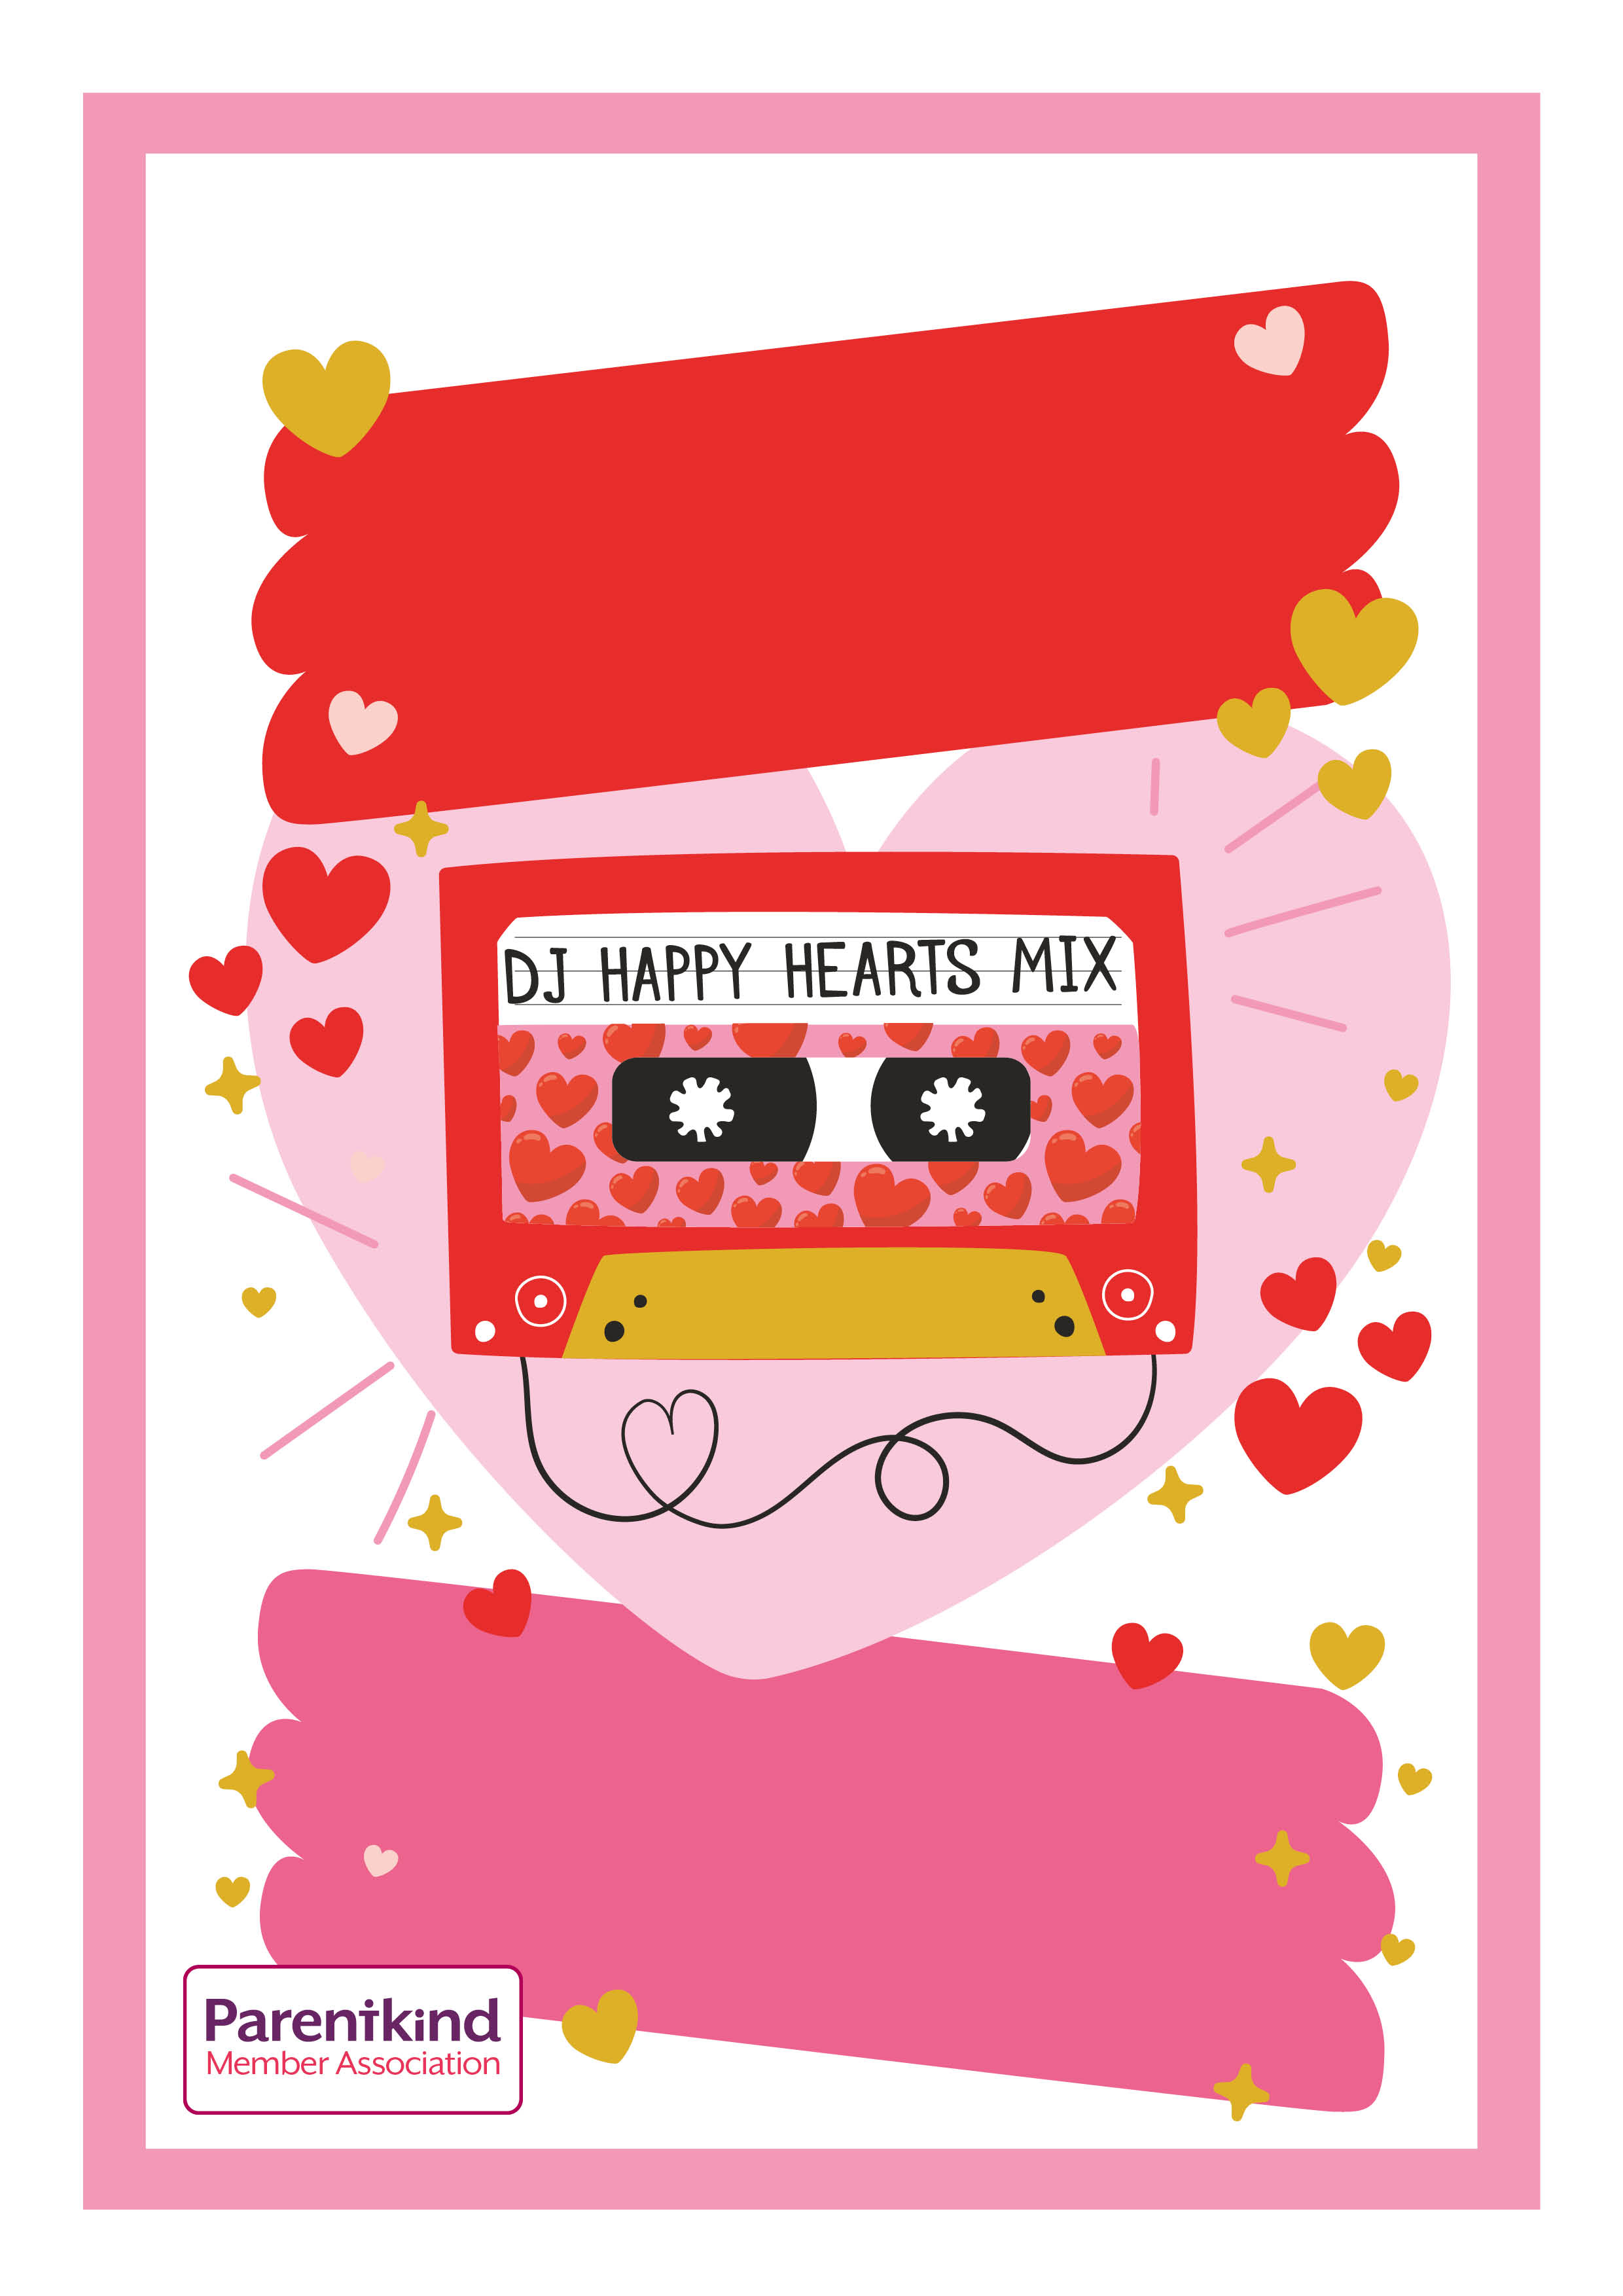 DJ HAPPY HEARTS MIX
Parentkind
Member Association